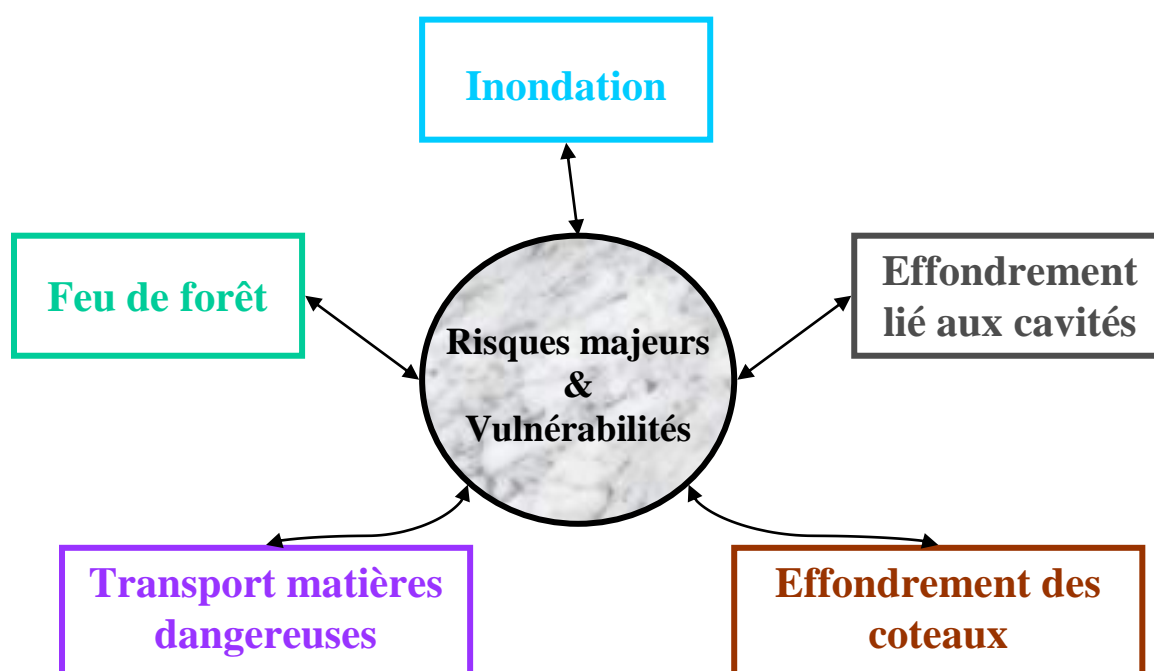 Inondation
Feu de forêt
Effondrement
lié aux cavités
Risques majeurs
&
Vulnérabilités
Transport matières
dangereuses
Effondrement des
coteaux